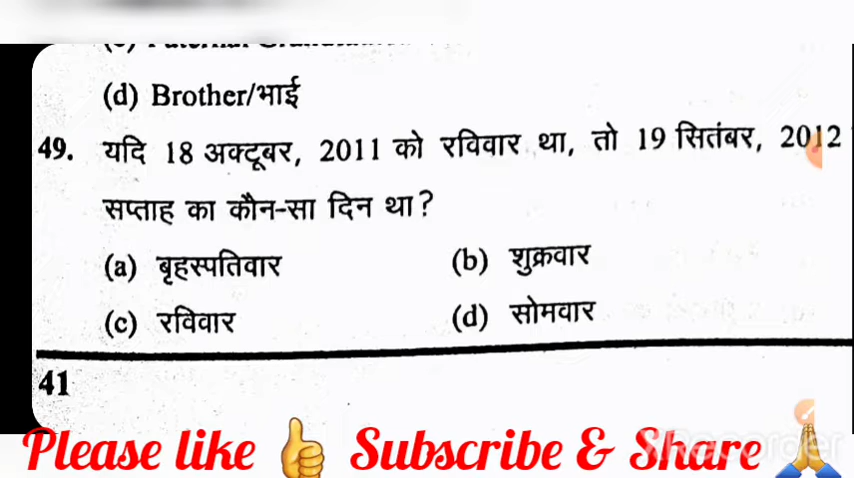 (d) Brother/भाई
49. यदि 18 अक्टूबर, 2011 को रविवार था, तो 19 सितंबर, 2012
सप्ताह का कौन-सा दिन था?
(a) बृहस्पतिवार (b) शुक्रवार
(c) रविवार (d) सोमवार
41
Please like 👍 Subscribe & Share 🙏
XRecorder